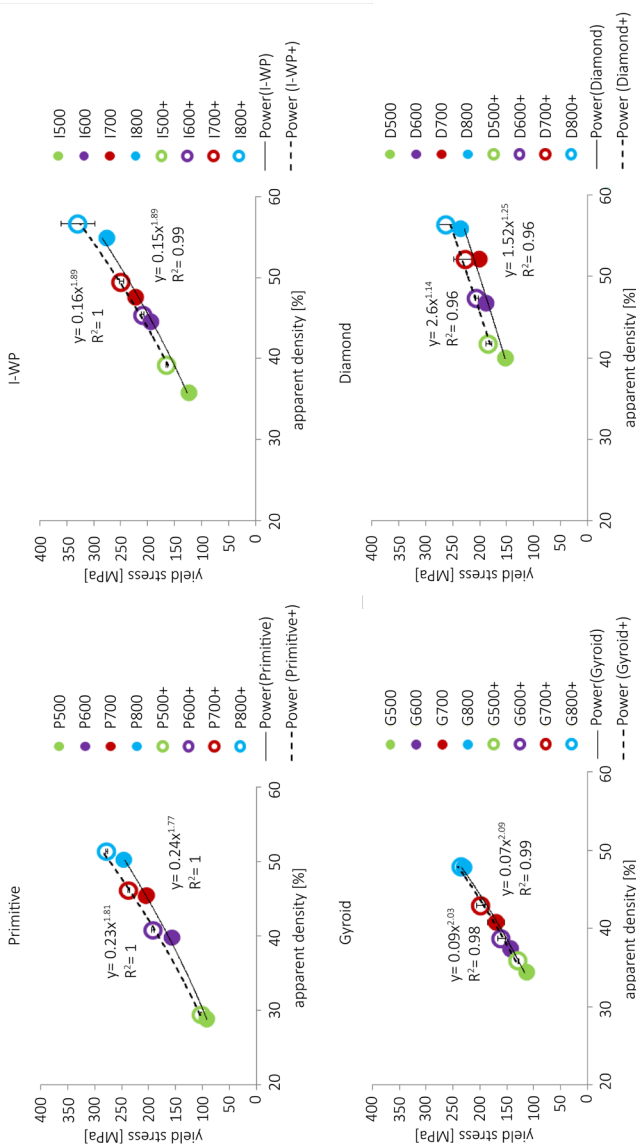 Primitive
400
350
300
250
200
150
100
50
0
yield stress [MPa]
20
30
40
50
60
apparent density [%]
y= 0.23x^1.81
R²= 1
y= 0.24x^1.77
R²= 1
P500
P600
P700
P800
P500+
P600+
P700+
P800+
Power(Primitive)
Power (Primitive+)
I-WP
400
350
300
250
200
150
100
50
0
yield stress [MPa]
20
30
40
50
60
apparent density [%]
y= 0.16x^1.89
R²= 1
y= 0.15x^1.89
R²= 0.99
I500
I600
I700
I800
I500+
I600+
I700+
I800+
Power(I-WP)
Power (I-WP+)
Gyroid
400
350
300
250
200
150
100
50
0
yield stress [MPa]
20
30
40
50
60
apparent density [%]
y= 0.09x^2.03
R²= 0.98
y= 0.07x^2.09
R²= 0.99
G500
G600
G700
G800
G500+
G600+
G700+
G800+
Power(Gyroid)
Power (Gyroid+)
Diamond
400
350
300
250
200
150
100
50
0
yield stress [MPa]
20
30
40
50
60
apparent density [%]
y= 2.6x^1.14
R²= 0.96
y= 1.52x^1.25
R²= 0.96
D500
D600
D700
D800
D500+
D600+
D700+
D800+
Power(Diamond)
Power (Diamond+)